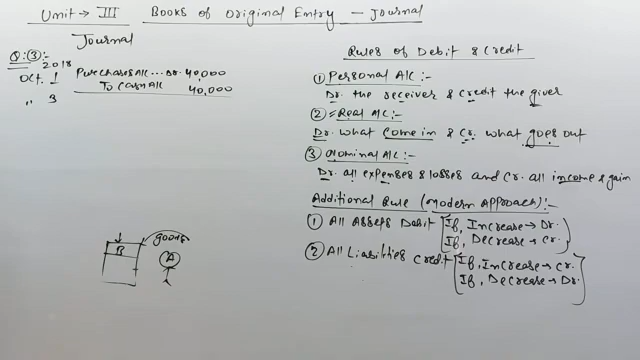 Unit → III Books of Original Entry - Journal
Journal
Q:③:-
2018
Oct. 1 Purchases A/c ... Dr. 40,000
To Cash A/c 40,000
" 3
goods
B
A
Rules of Debit & Credit
① Personal A/c :-
Dr. the receiver & credit the giver
② Real A/c :-
Dr. what come in & Cr. what goes out
③ Nominal A/c :-
Dr. all expenses & losses and Cr. all income & gain
Additional Rule (Modern Approach) :-
① All Assets Debit If, Increase → Dr.
If, Decrease → Cr.
② All Liabilities Credit If, Increase → Cr.
If, Decrease → Dr.